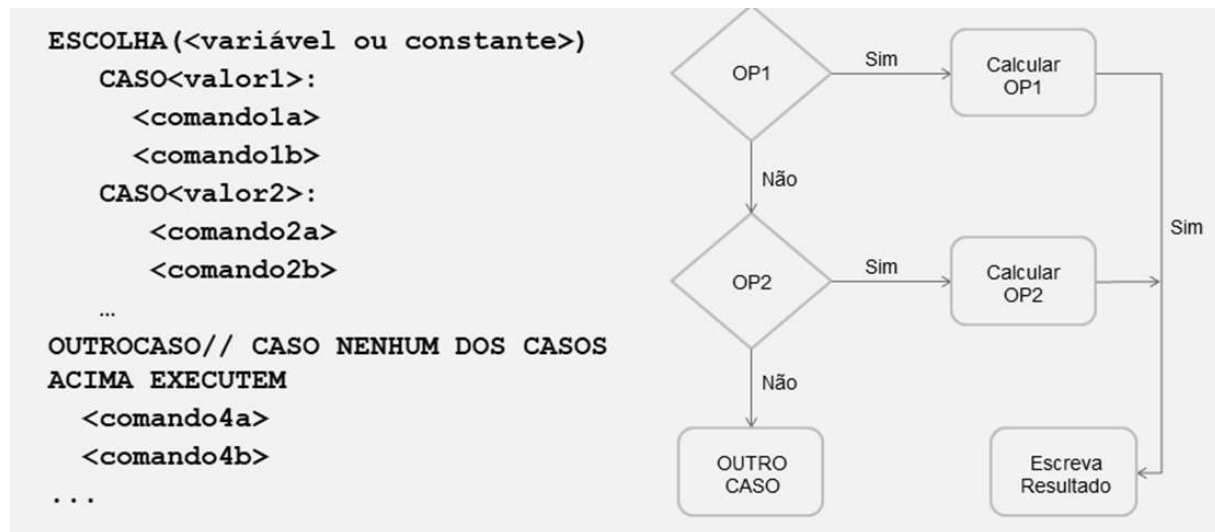 ESCOLHA(<variável ou constante>)
CASO<valor1>:
<comando1a>
<comando1b>
CASO<valor2>:
<comando2a>
<comando2b>
…
OUTROCASO// CASO NENHUM DOS CASOS
ACIMA EXECUTEM
<comando4a>
<comando4b>
...
OP1
Sim
Calcular
OP1
Não
Sim
OP2
Sim
Calcular
OP2
Não
OUTRO
CASO
Escreva
Resultado